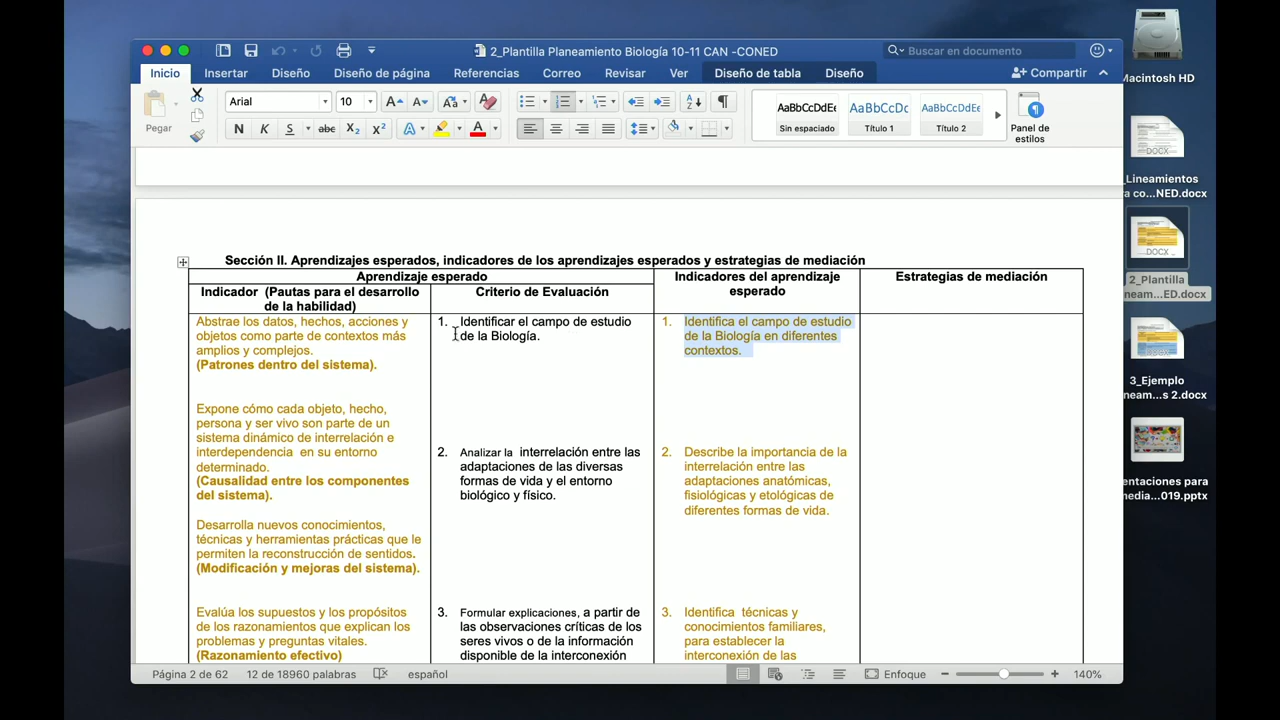 2_Plantilla Planeamiento Biología 10-11 CAN -CONED
Buscar en documento
Inicio Insertar Diseño Diseño de página Referencias Correo Revisar Ver Diseño de tabla Diseño
Compartir
Pegar
Arial
10
N K S abc X₂ X²
AaBbCcDdEe
Sin espaciado
AaBbCcDc
Título 1
AaBbCcDdEe
Título 2
Panel de
estilos
Sección II. Aprendizajes esperados, indicadores de los aprendizajes esperados y estrategias de mediación
Aprendizaje esperado
Indicador (Pautas para el desarrollo
de la habilidad)
Criterio de Evaluación
Indicadores del aprendizaje
esperado
Estrategias de mediación
Abstrae los datos, hechos, acciones y
objetos como parte de contextos más
amplios y complejos.
(Patrones dentro del sistema).
Expone cómo cada objeto, hecho,
persona y ser vivo son parte de un
sistema dinámico de interrelación e
interdependencia en su entorno
determinado.
(Causalidad entre los componentes
del sistema).
Desarrolla nuevos conocimientos,
técnicas y herramientas prácticas que le
permiten la reconstrucción de sentidos.
(Modificación y mejoras del sistema).
Evalúa los supuestos y los propósitos
de los razonamientos que explican los
problemas y preguntas vitales.
(Razonamiento efectivo)
1. Identificar el campo de estudio
de la Biología.
2. Analizar la interrelación entre las
adaptaciones de las diversas
formas de vida y el entorno
biológico y físico.
3. Formular explicaciones, a partir de
las observaciones críticas de los
seres vivos o de la información
disponible de la interconexión
1. Identifica el campo de estudio
de la Biología en diferentes
contextos.
2. Describe la importancia de la
interrelación entre las
adaptaciones anatómicas,
fisiológicas y etológicas de
diferentes formas de vida.
3. Identifica técnicas y
conocimientos familiares,
para establecer la
interconexión de las
Página 2 de 62
12 de 18960 palabras
español
Enfoque
140%
Macintosh HD
DOCX
_Lineamientos
a co...NED.docx
DOCX
2_Plantilla
neam...ED.docx
3_Ejemplo
neam...s 2.docx
entaciones para
media...019.pptx